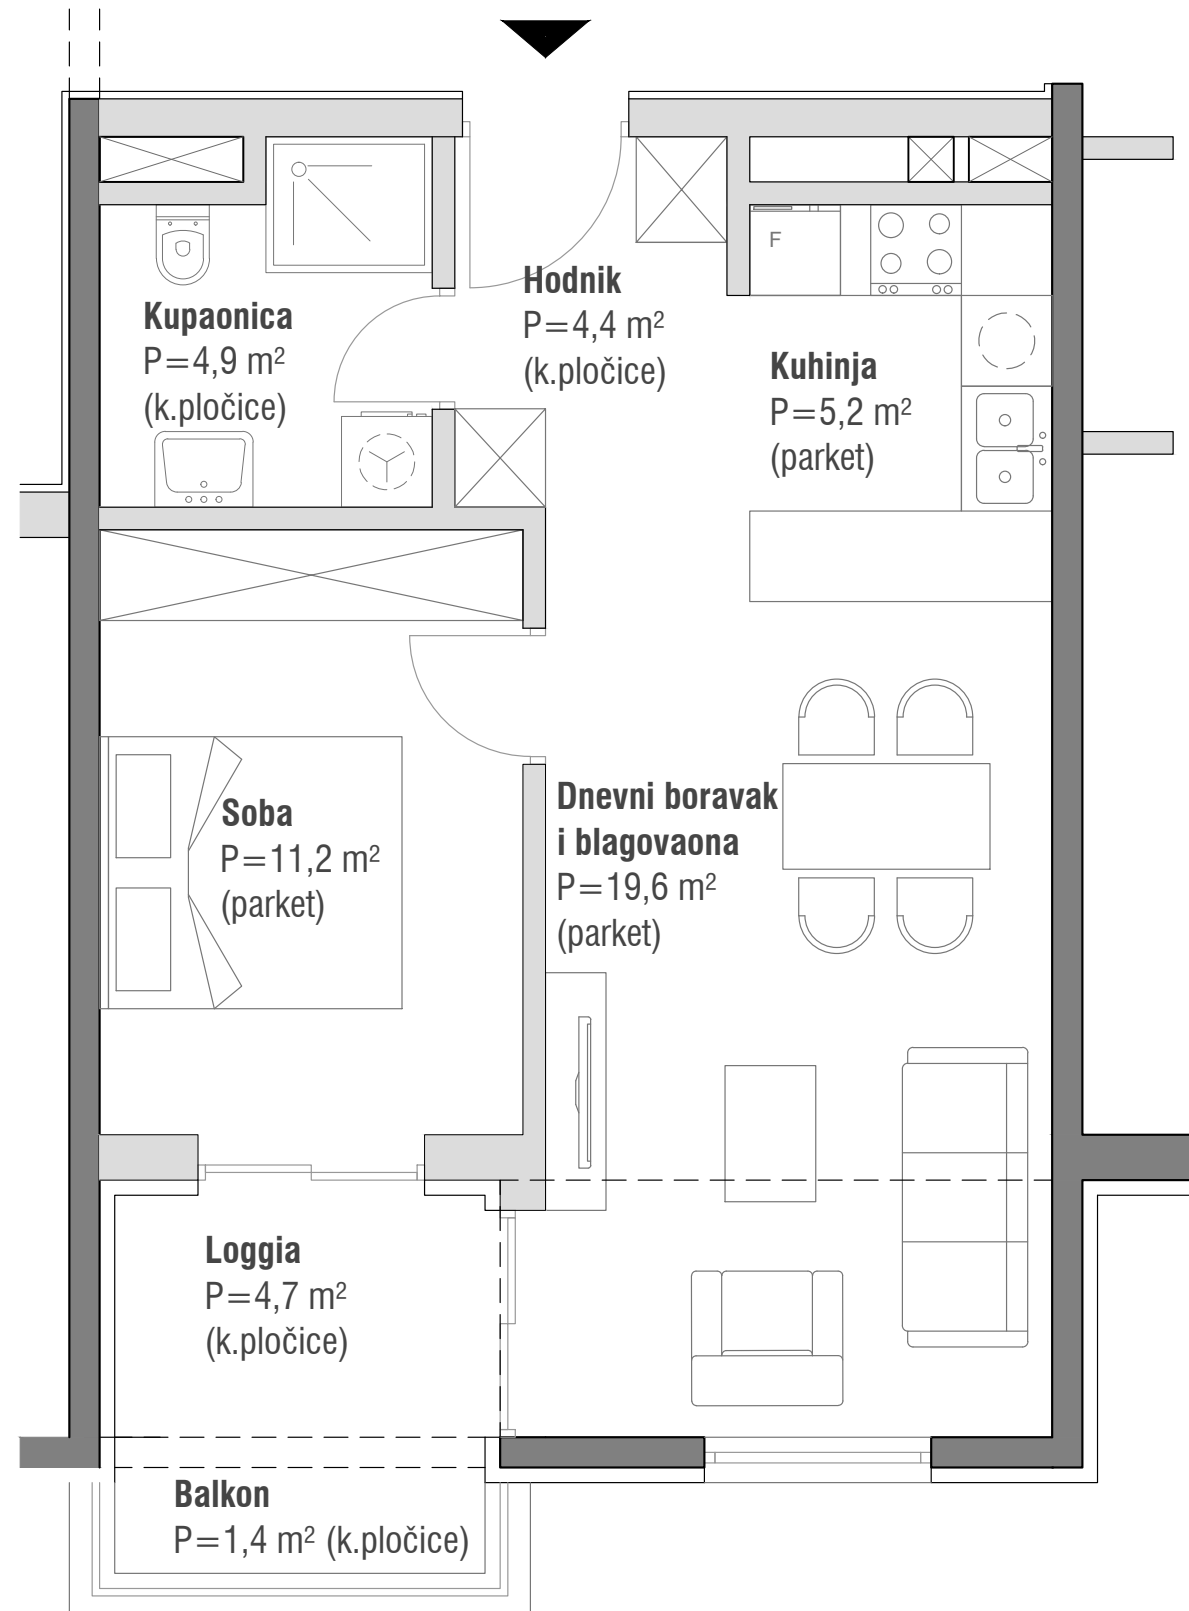 F
Hodnik
P=4,4 m²
(k.pločice)
Kupaonica
P=4,9 m²
(k.pločice)
Kuhinja
P=5,2 m²
(parket)
Soba
P=11,2 m²
(parket)
Dnevni boravak
i blagovaona
P=19,6 m²
(parket)
Loggia
P=4,7 m²
(k.pločice)
Balkon
P=1,4 m² (k.pločice)